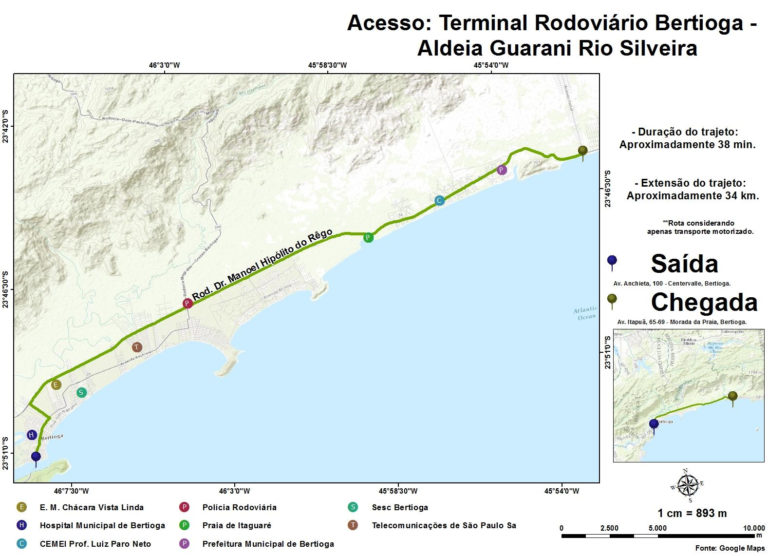 Acesso: Terminal Rodoviário Bertioga -
Aldeia Guarani Rio Silveira
46°3'0"W
45°58'30"W
45°54'0"W
23°42'0"S
23°46'30"S
23°46'30"S
23°51'0"S
23°51'0"S
Rod. Dr. Manoel Hipólito do Rêgo
P
C
P
P
T
E
S
H
Bertioga
Atlantic
Ocean
46°7'30"W
46°3'0"W
45°58'30"W
45°54'0"W
- Duração do trajeto:
Aproximadamente 38 min.
- Extensão do trajeto:
Aproximadamente 34 km.
**Rota considerando
apenas transporte motorizado.
Saída
Av. Anchieta, 100 - Centervalle, Bertioga.
Chegada
Av. Itapuã, 65-69 - Morada da Praia, Bertioga.
N
1 cm = 893 m
0 2.500 5.000 10.000
m
Fonte: Google Maps
E E. M. Chácara Vista Linda
H Hospital Municipal de Bertioga
C CEMEI Prof. Luiz Paro Neto
P Policia Rodoviária
P Praia de Itaguaré
P Prefeitura Municipal de Bertioga
S Sesc Bertioga
T Telecomunicações de São Paulo Sa